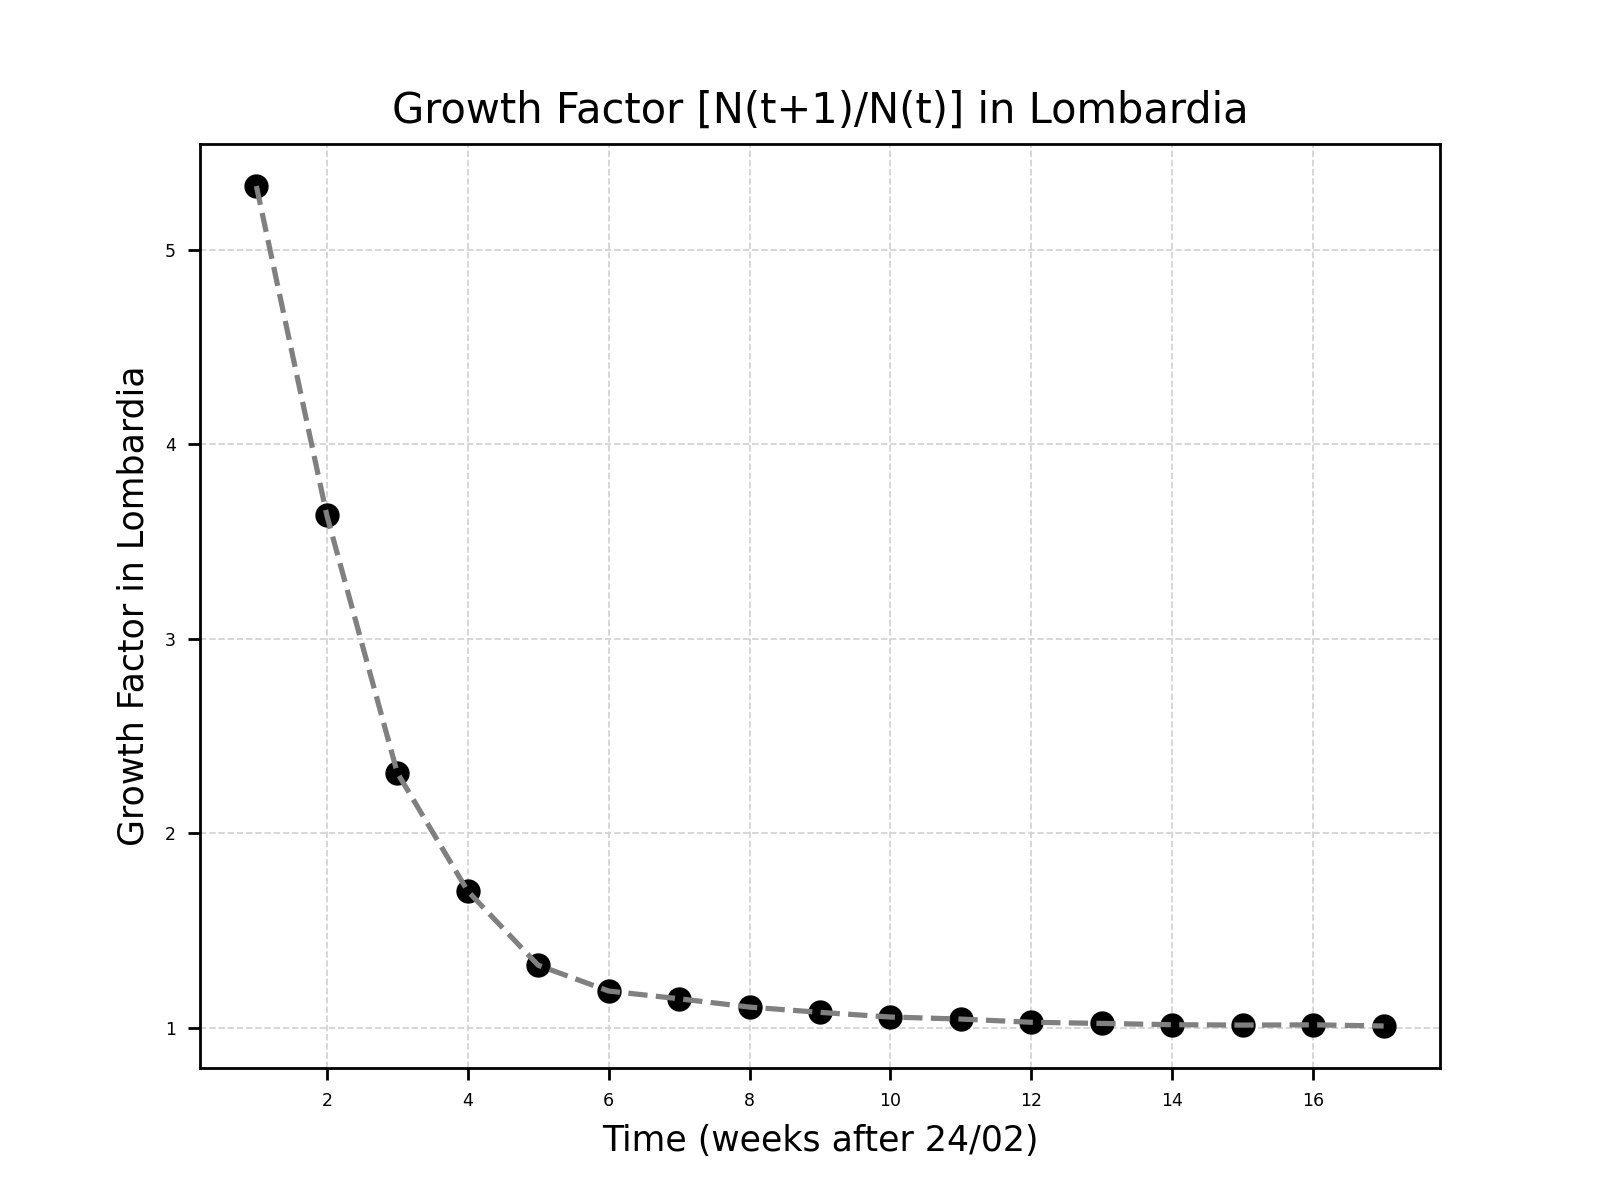 Growth Factor [N(t+1)/N(t)] in Lombardia
Growth Factor in Lombardia
5
4
3
2
1
2 4 6 8 10 12 14 16
Time (weeks after 24/02)